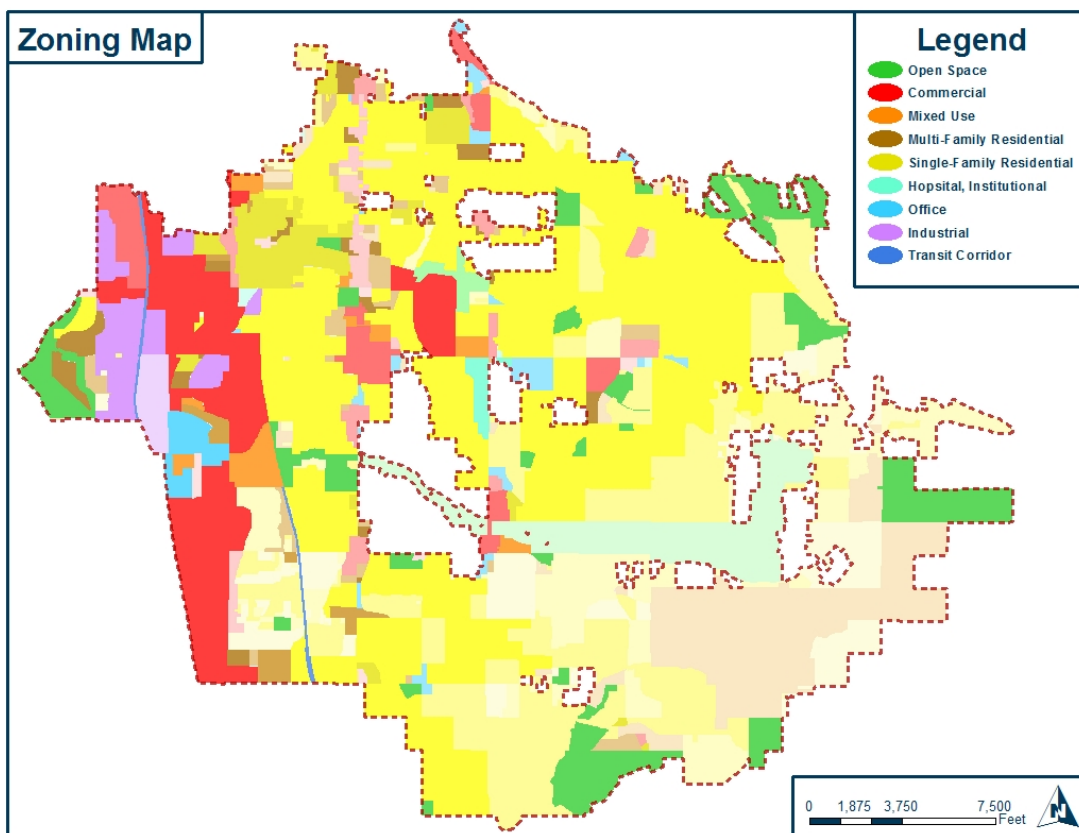 Zoning Map
Legend
Open Space
Commercial
Mixed Use
Multi-Family Residential
Single-Family Residential
Hopsital, Institutional
Office
Industrial
Transit Corridor
0 1,875 3,750 7,500
Feet
N